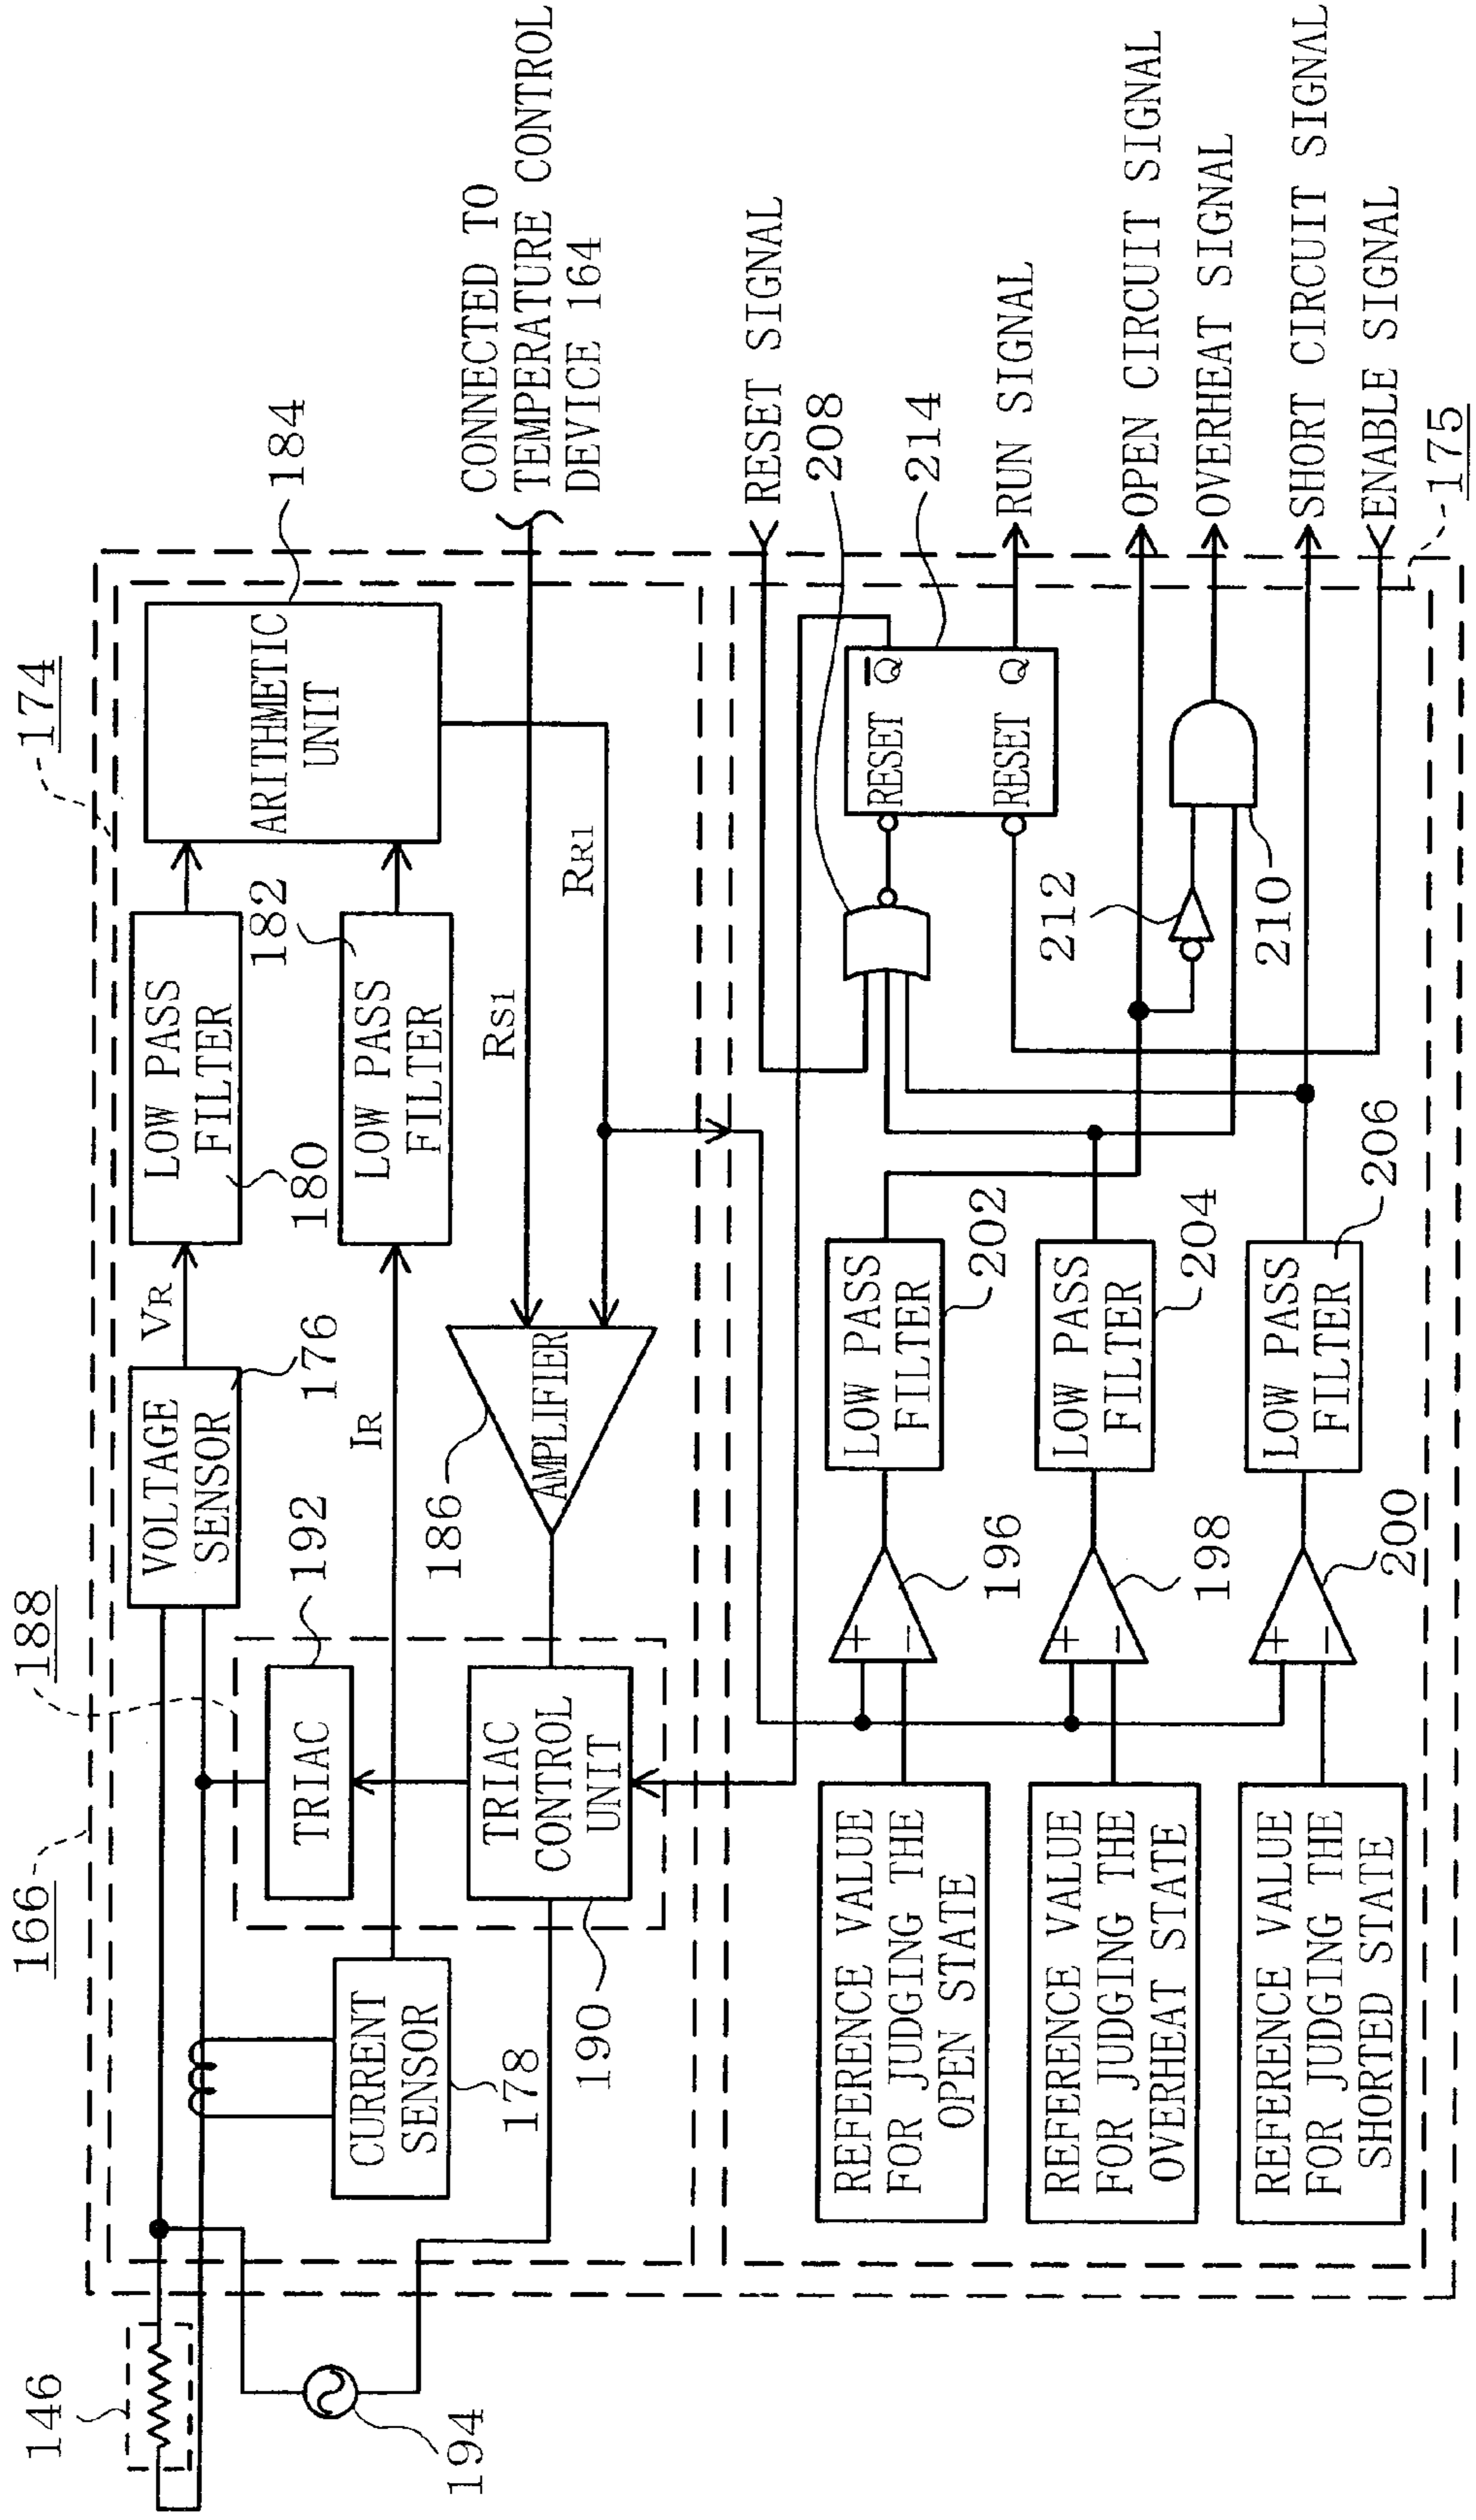 166
188
174
146
194
VOLTAGE
SENSOR
176
VR
LOW PASS
FILTER
180
LOW PASS
FILTER
182
ARITHMETIC
UNIT
184
CURRENT
SENSOR
178
IR
TRIAC
192
TRIAC
CONTROL
UNIT
190
AMPLIFIER
186
RS1
RR1
CONNECTED TO
TEMPERATURE CONTROL
DEVICE 164
REFERENCE VALUE
FOR JUDGING THE
OPEN STATE
+
−
196
LOW PASS
FILTER
202
REFERENCE VALUE
FOR JUDGING THE
OVERHEAT STATE
+
−
198
LOW PASS
FILTER
204
REFERENCE VALUE
FOR JUDGING THE
SHORTED STATE
+
−
200
LOW PASS
FILTER
206
208
RESET Q̅
RESET Q
214
212
210
RESET SIGNAL
RUN SIGNAL
OPEN CIRCUIT SIGNAL
OVERHEAT SIGNAL
SHORT CIRCUIT SIGNAL
ENABLE SIGNAL
175